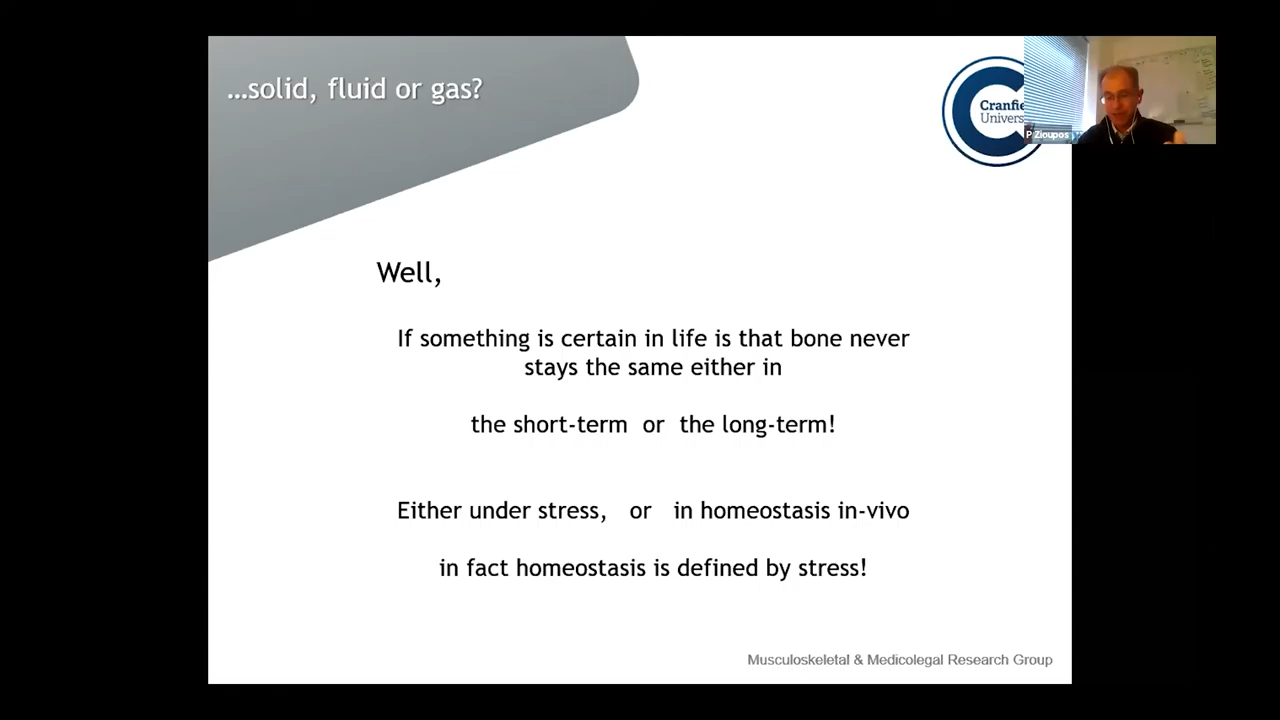 ...solid, fluid or gas?
Cranfie
Univers
P Zioupos
Well,
If something is certain in life is that bone never
stays the same either in
the short-term or the long-term!
Either under stress, or in homeostasis in-vivo
in fact homeostasis is defined by stress!
Musculoskeletal & Medicolegal Research Group